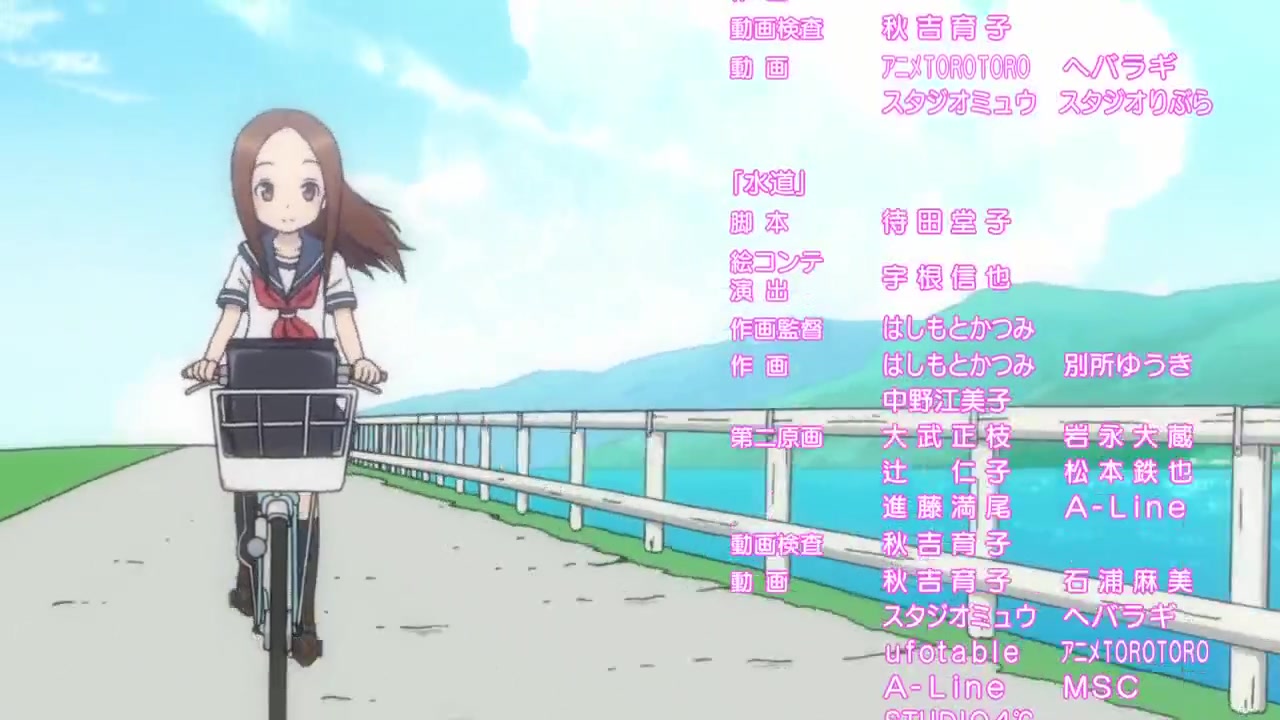 動画検査 秋吉育子
動画 アニメTOROTORO ヘバラギ
スタジオミュウ スタジオりぶら
「水道」
脚本 待田堂子
絵コンテ
演出 宇根信也
作画監督 はしもとかつみ
作画 はしもとかつみ 別所ゆうき
中野江美子
第二原画 大武正枝 岩永大蔵
辻 仁子 松本鉄也
進藤満尾 A-Line
動画検査 秋吉育子
動画 秋吉育子 石浦麻美
スタジオミュウ ヘバラギ
ufotable アニメTOROTORO
A-Line MSC
STUDIO4℃